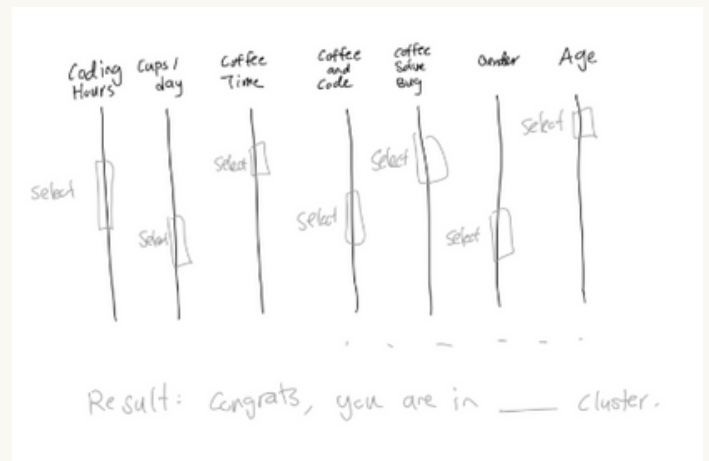 Coding Hours
Cups / day
Coffee Time
Coffee and Code
Coffee Solve Bug
Gender
Age
Select
Select
Select
Select
Select
Select
Select
Result: Congrats, you are in ____ cluster.